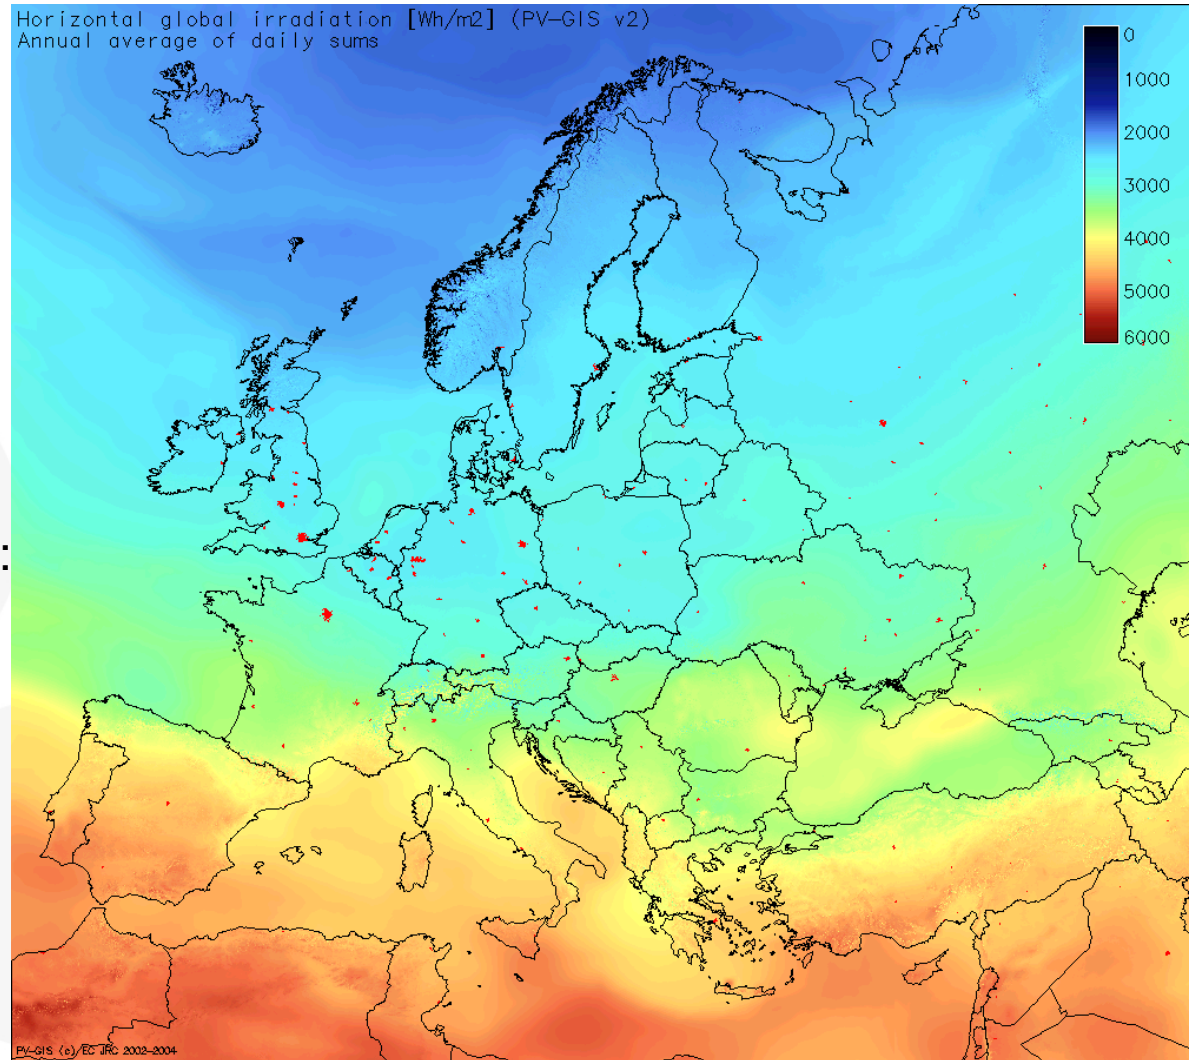 Horizontal global irradiation [Wh/m2] (PV-GIS v2)
Annual average of daily sums
0
1000
2000
3000
4000
5000
6000
:
PV-GIS (c) EC JRC 2002-2004